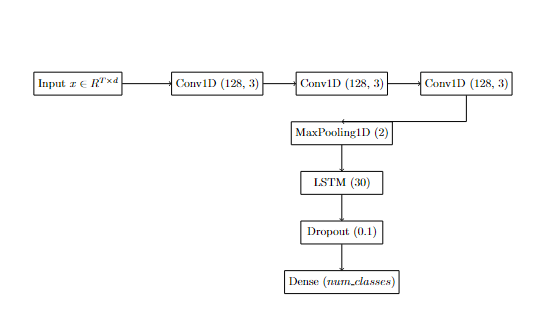 Input x ∈ R^{T×d}
Conv1D (128, 3)
Conv1D (128, 3)
Conv1D (128, 3)
MaxPooling1D (2)
LSTM (30)
Dropout (0.1)
Dense (num_classes)